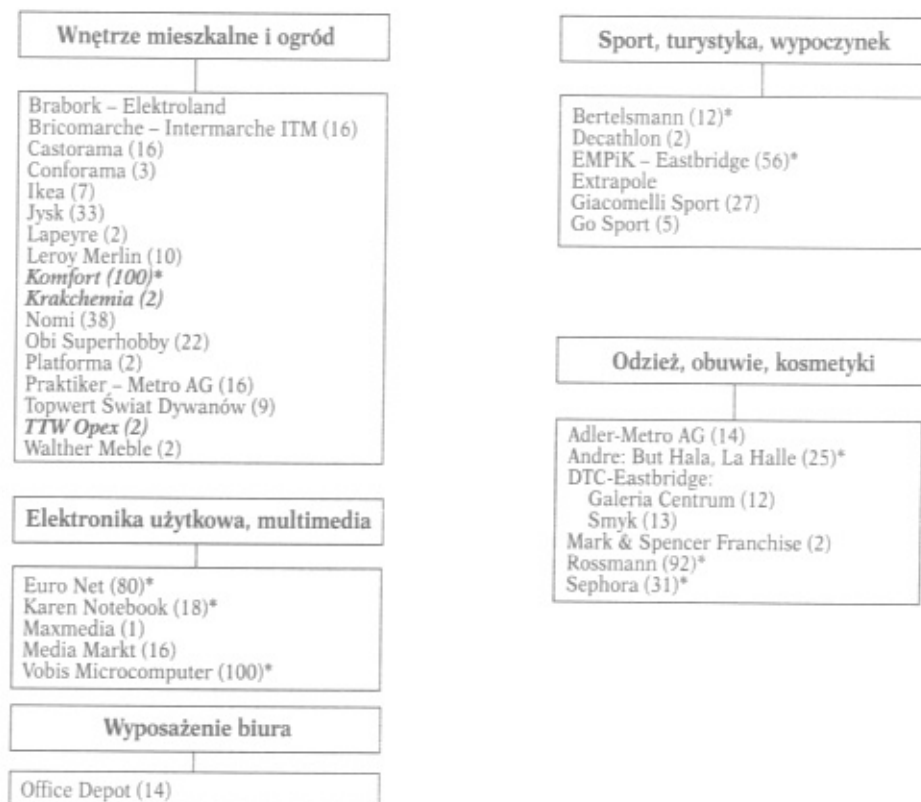 Wnętrze mieszkalne i ogród
Brabork – Elektroland
Bricomarche – Intermarche ITM (16)
Castorama (16)
Conforama (3)
Ikea (7)
Jysk (33)
Lapeyre (2)
Leroy Merlin (10)
Komfort (100)*
Krakchemia (2)
Nomi (38)
Obi Superhobby (22)
Platforma (2)
Praktiker – Metro AG (16)
Topwert Świat Dywanów (9)
TTW Opex (2)
Walther Meble (2)
Elektronika użytkowa, multimedia
Euro Net (80)*
Karen Notebook (18)*
Maxmedia (1)
Media Markt (16)
Vobis Microcomputer (100)*
Wyposażenie biura
Office Depot (14)
Sport, turystyka, wypoczynek
Bertelsmann (12)*
Decathlon (2)
EMPiK – Eastbridge (56)*
Extrapole
Giacomelli Sport (27)
Go Sport (5)
Odzież, obuwie, kosmetyki
Adler-Metro AG (14)
Andre: But Hala, La Halle (25)*
DTC-Eastbridge:
Galeria Centrum (12)
Smyk (13)
Mark & Spencer Franchise (2)
Rossmann (92)*
Sephora (31)*